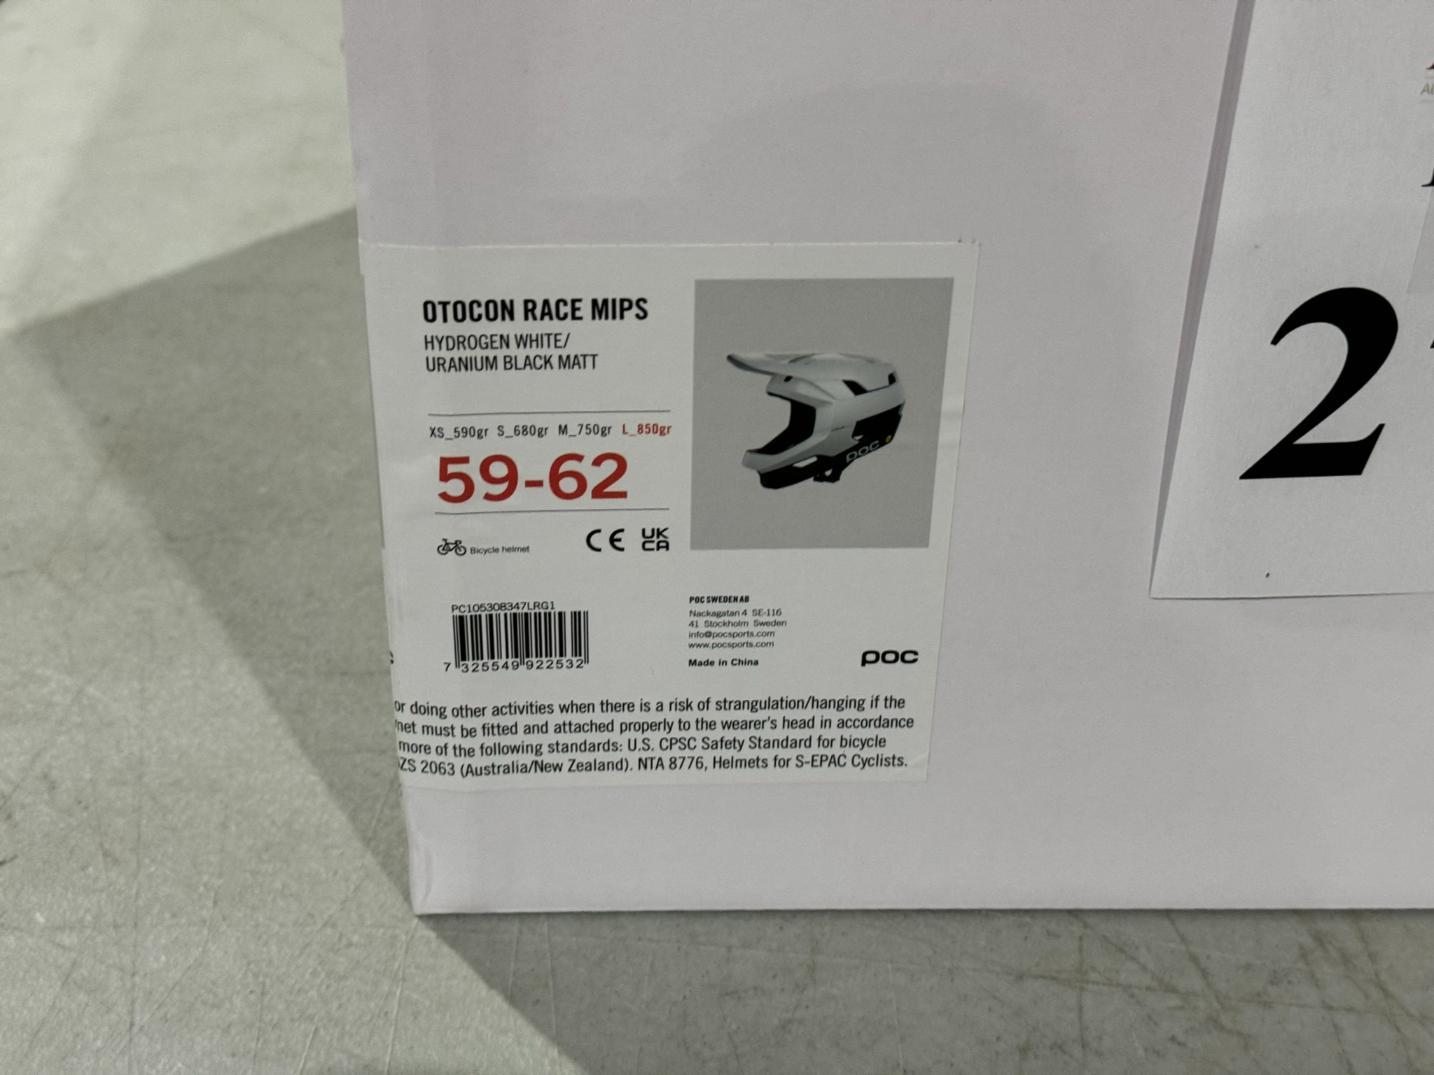 OTOCON RACE MIPS
HYDROGEN WHITE/
URANIUM BLACK MATT
XS_590gr S_680gr M_750gr L_850gr
59-62
Bicycle helmet
CE UK CA
PC105308347LRG1
7 325549 922532
POC SWEDEN AB
Nackagatan 4 SE-116
41 Stockholm Sweden
info@pocsports.com
www.pocsports.com
Made in China
poc
or doing other activities when there is a risk of strangulation/hanging if the
net must be fitted and attached properly to the wearer's head in accordance
more of the following standards: U.S. CPSC Safety Standard for bicycle
ZS 2063 (Australia/New Zealand). NTA 8776, Helmets for S-EPAC Cyclists.
POC
2